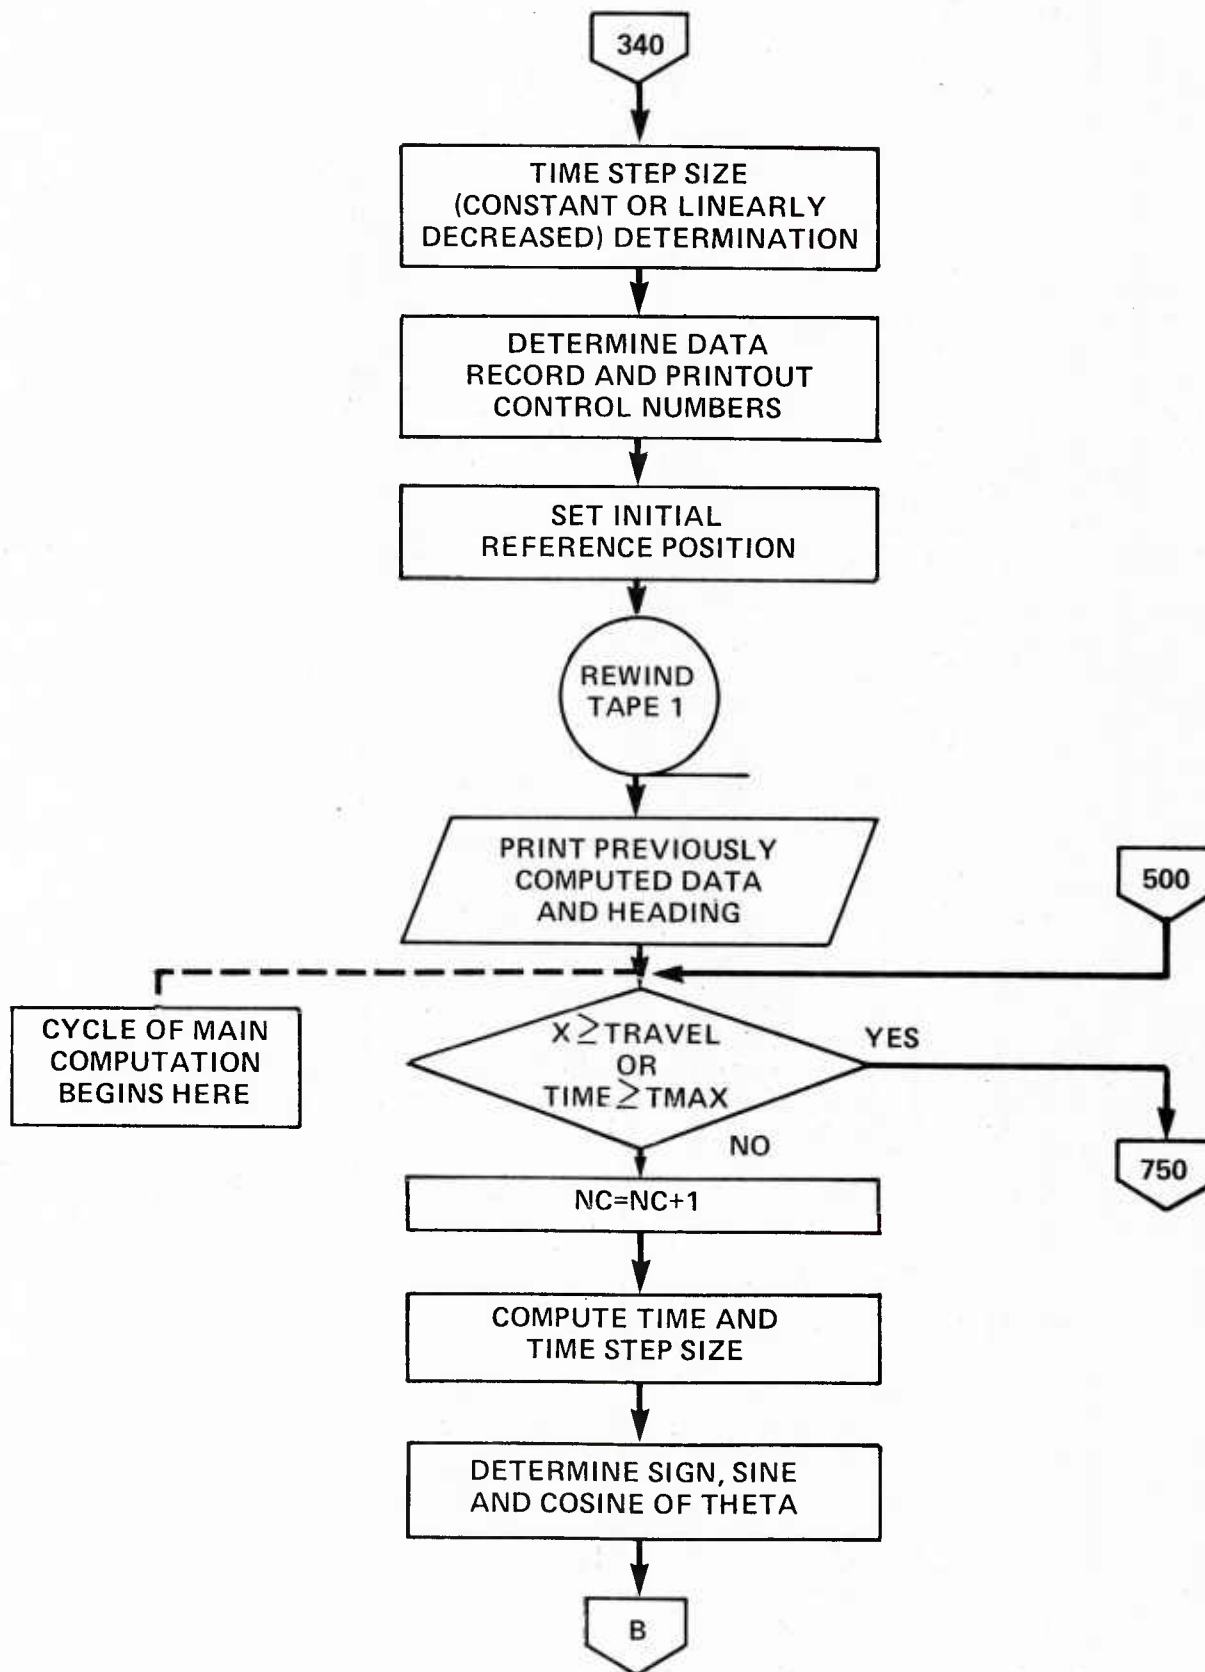 340
TIME STEP SIZE
(CONSTANT OR LINEARLY
DECREASED) DETERMINATION
DETERMINE DATA
RECORD AND PRINTOUT
CONTROL NUMBERS
SET INITIAL
REFERENCE POSITION
REWIND
TAPE 1
PRINT PREVIOUSLY
COMPUTED DATA
AND HEADING
500
CYCLE OF MAIN
COMPUTATION
BEGINS HERE
X ≥ TRAVEL
OR
TIME ≥ TMAX
YES
NO
750
NC=NC+1
COMPUTE TIME AND
TIME STEP SIZE
DETERMINE SIGN, SINE
AND COSINE OF THETA
B